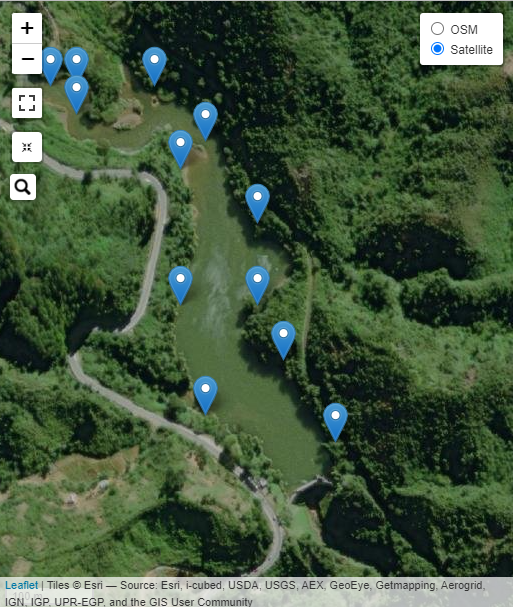 +
OSM
Satellite
−
Leaflet | Tiles © Esri — Source: Esri, i-cubed, USDA, USGS, AEX, GeoEye, Getmapping, Aerogrid,
IGN, IGP, UPR-EGP, and the GIS User Community